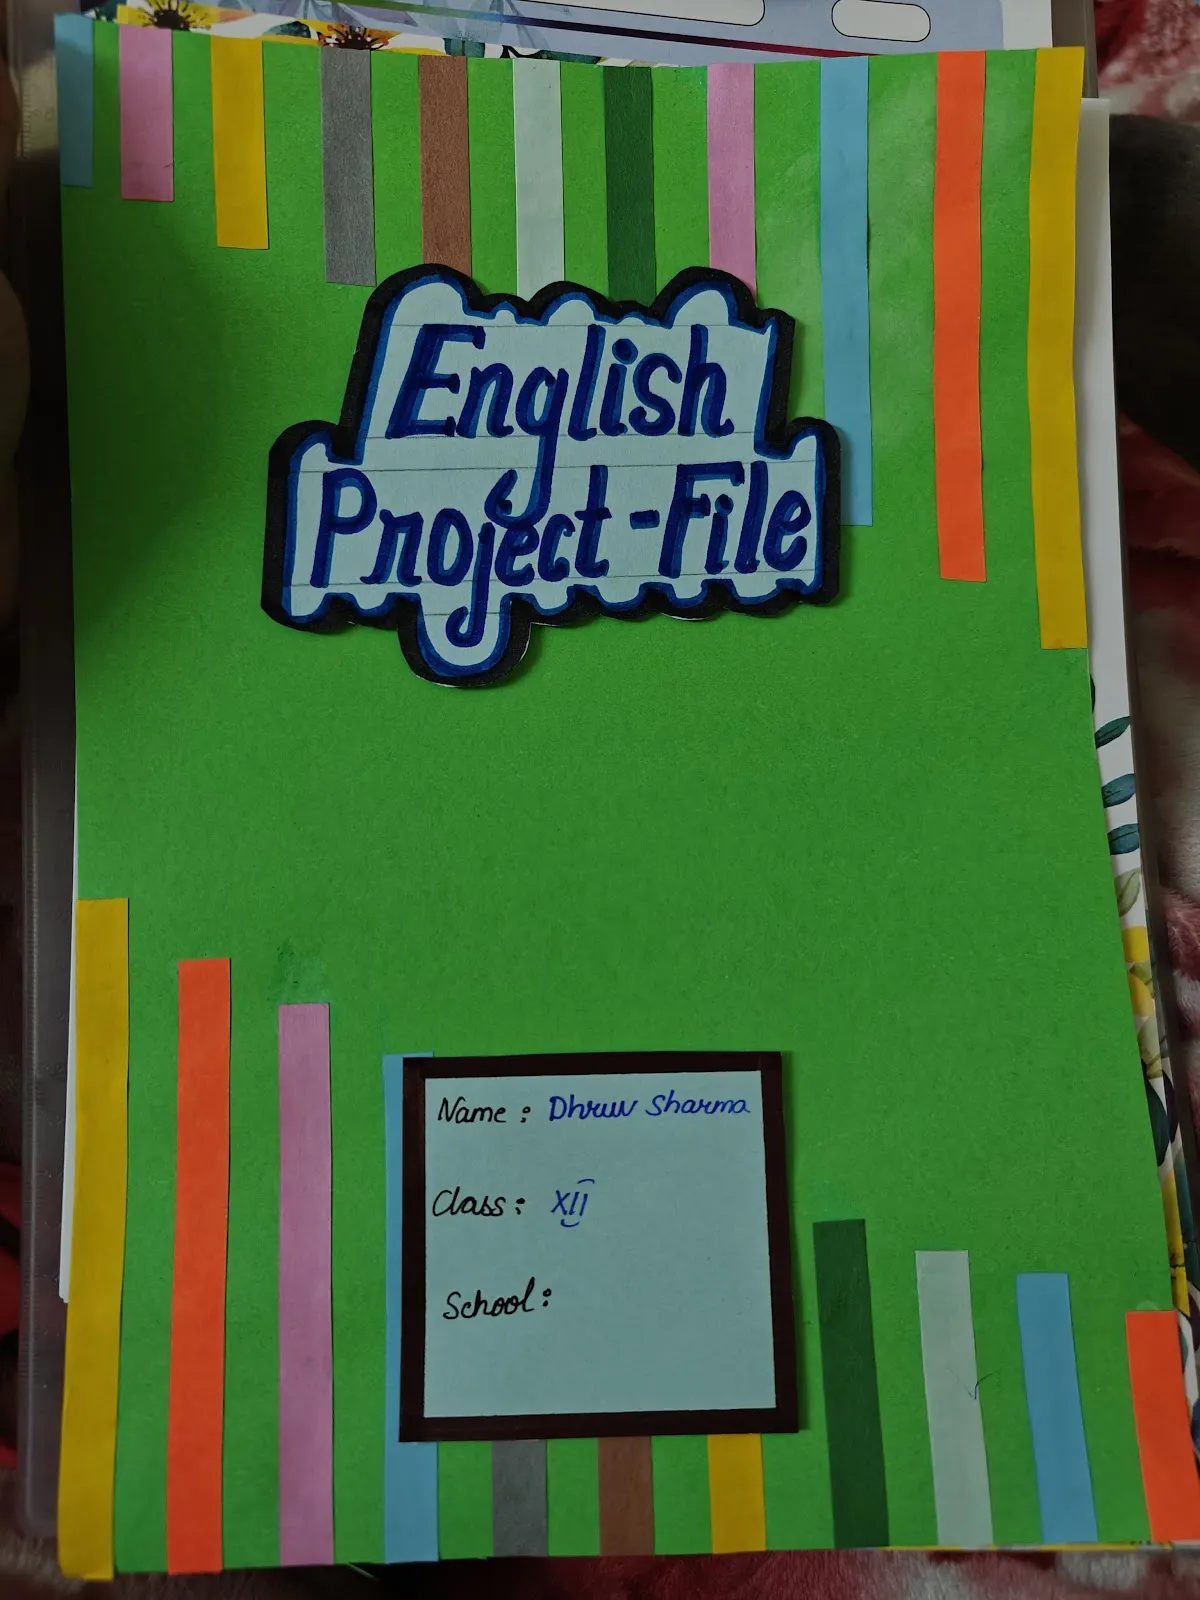 English
Project-File
Name: Dhruv Sharma
Class: XII
School: